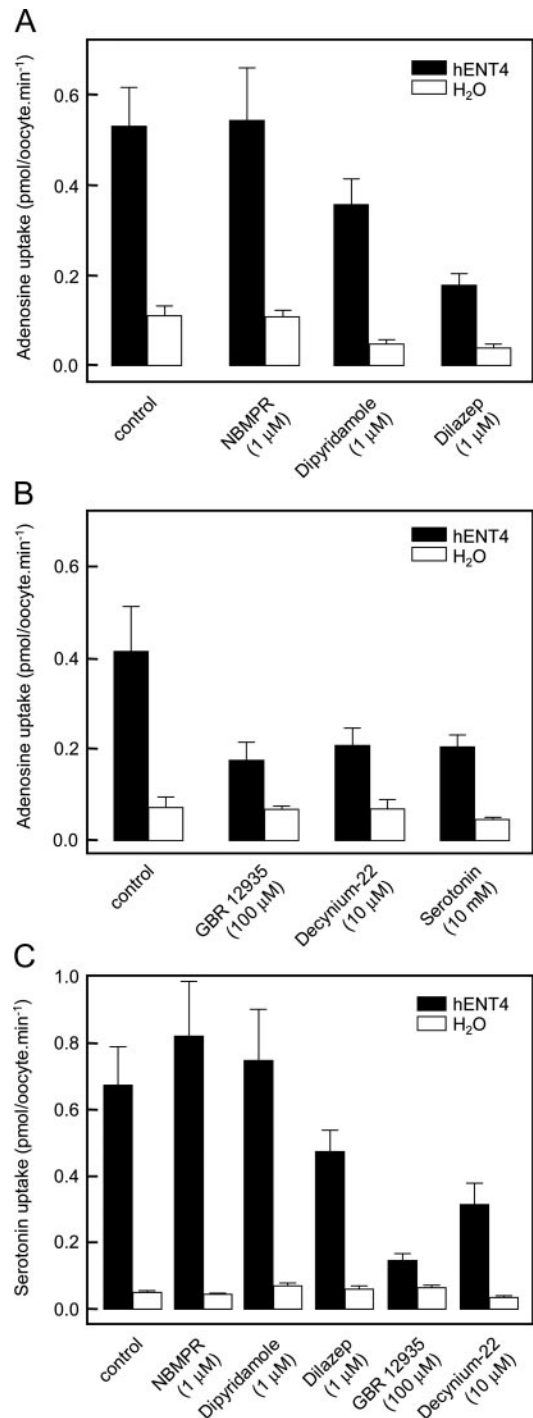 A
Adenosine uptake (pmol/oocyte.min⁻¹)
0.6
0.4
0.2
0.0
hENT4
H₂O
control
NBMPR
(1 µM)
Dipyridamole
(1 µM)
Dilazep
(1 µM)
B
Adenosine uptake (pmol/oocyte.min⁻¹)
0.6
0.4
0.2
0.0
hENT4
H₂O
control
GBR 12935
(100 µM)
Decynium-22
(10 µM)
Serotonin
(10 mM)
C
Serotonin uptake (pmol/oocyte.min⁻¹)
1.0
0.8
0.6
0.4
0.2
0.0
hENT4
H₂O
control
NBMPR
(1 µM)
Dipyridamole
(1 µM)
Dilazep
(1 µM)
GBR 12935
(100 µM)
Decynium-22
(10 µM)